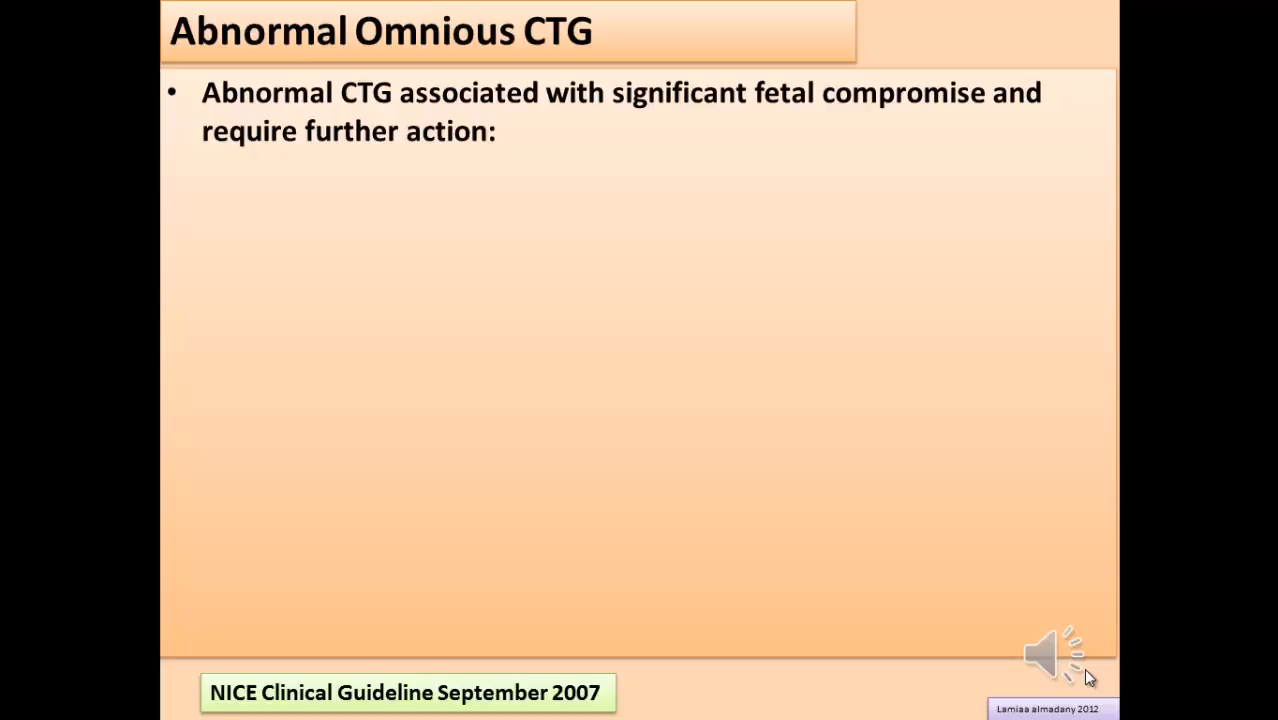 Abnormal Omnious CTG
• Abnormal CTG associated with significant fetal compromise and
require further action:
NICE Clinical Guideline September 2007
Lamiaa almadany 2012